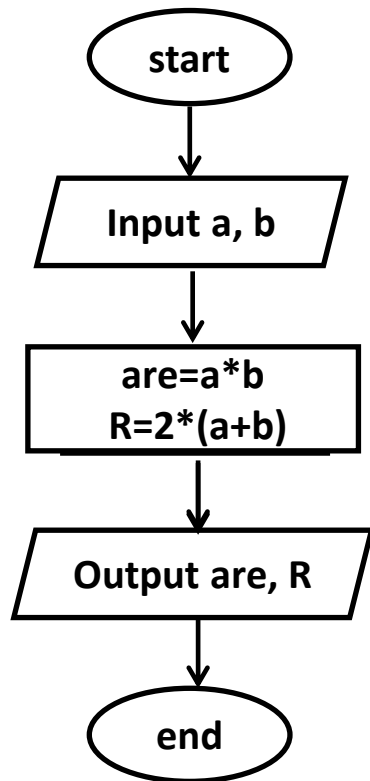 start
Input a, b
are=a*b
R=2*(a+b)
Output are, R
end